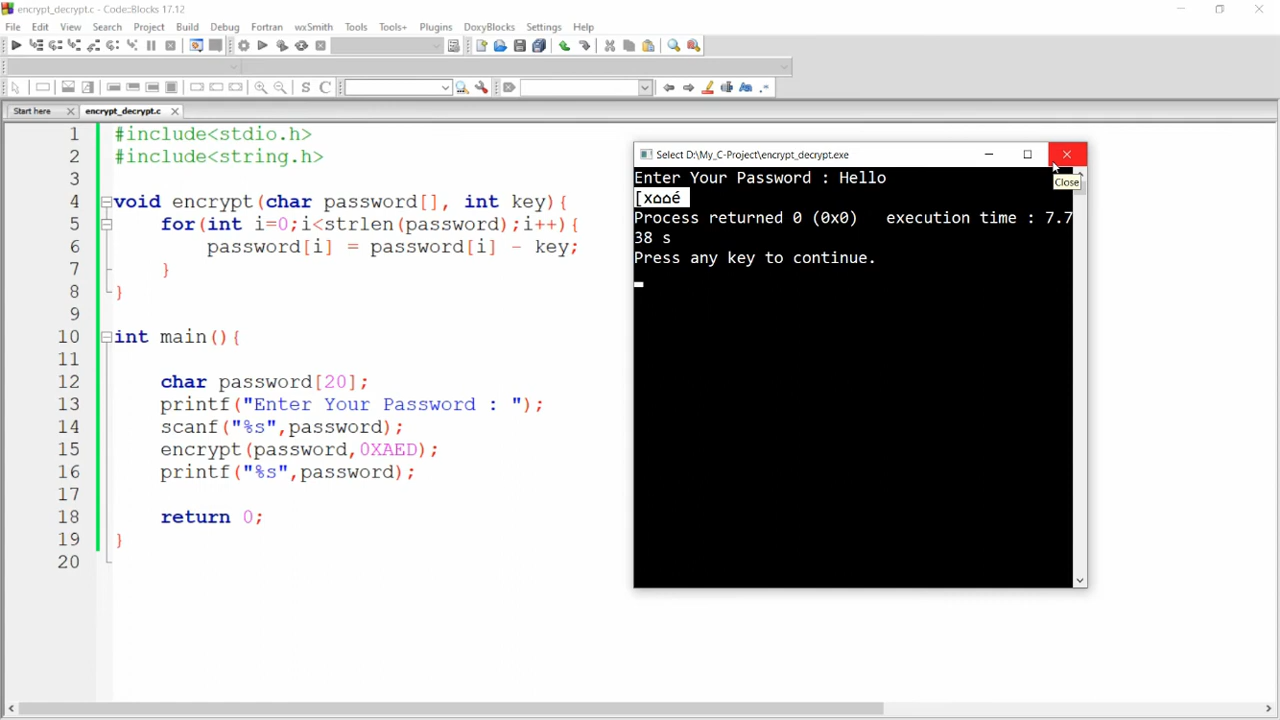 encrypt_decrypt.c - Code::Blocks 17.12
File Edit View Search Project Build Debug Fortran wxSmith Tools Tools+ Plugins DoxyBlocks Settings Help
S C
Start here encrypt_decrypt.c
1 #include<stdio.h>
2 #include<string.h>
3
4 void encrypt(char password[], int key){
5 for(int i=0;i<strlen(password);i++){
6 password[i] = password[i] - key;
7 }
8 }
9
10 int main(){
11
12 char password[20];
13 printf("Enter Your Password : ");
14 scanf("%s",password);
15 encrypt(password,0XAED);
16 printf("%s",password);
17
18 return 0;
19 }
20
Select D:\My_C-Project\encrypt_decrypt.exe
Close
Enter Your Password : Hello
Process returned 0 (0x0) execution time : 7.7
38 s
Press any key to continue.